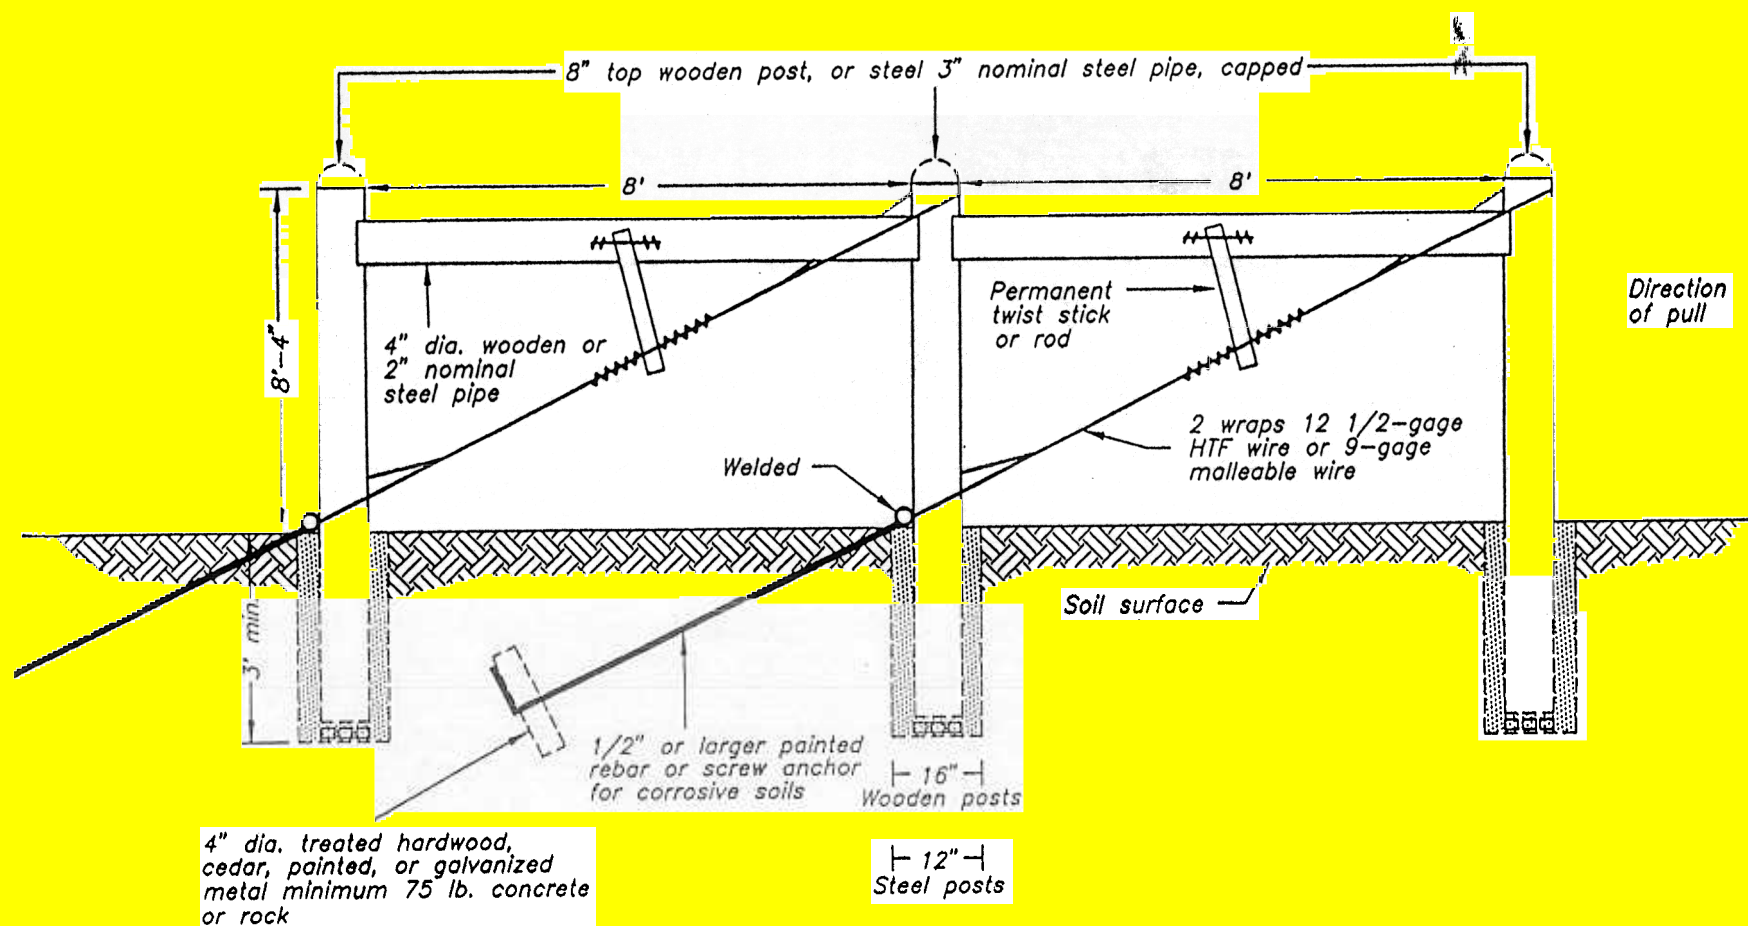 8" top wooden post, or steel 3" nominal steel pipe, capped
8'
8'
8'-4"
4" dia. wooden or
2" nominal
steel pipe
Permanent
twist stick
or rod
Direction
of pull
2 wraps 12 1/2-gage
HTF wire or 9-gage
malleable wire
Welded
Soil surface
3' min.
1/2" or larger painted
rebar or screw anchor
for corrosive soils
16"
Wooden posts
4" dia. treated hardwood,
cedar, painted, or galvanized
metal minimum 75 lb. concrete
or rock
12"
Steel posts